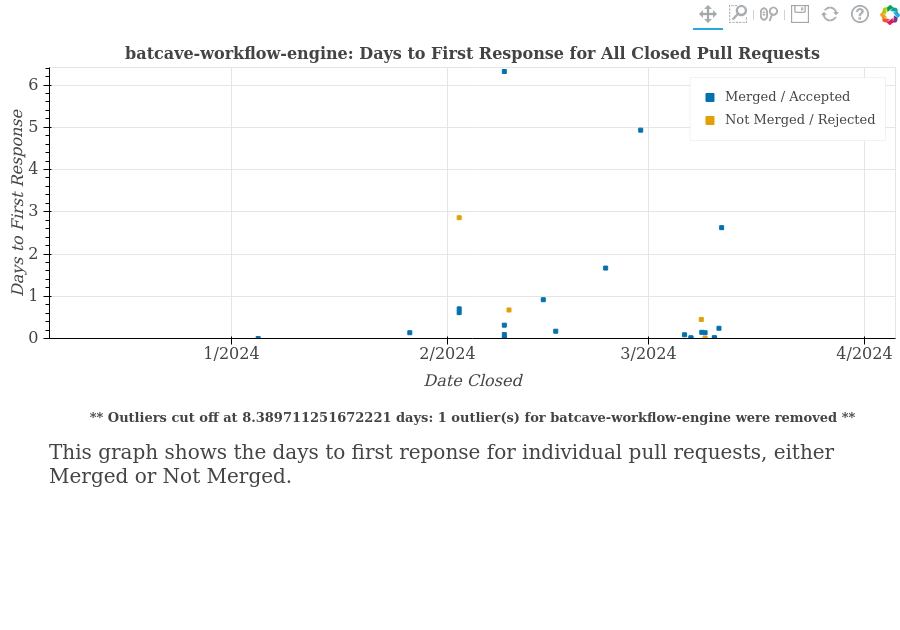 batcave-workflow-engine: Days to First Response for All Closed Pull Requests
Merged / Accepted
Not Merged / Rejected
Days to First Response
6
5
4
3
2
1
0
1/2024
2/2024
3/2024
4/2024
Date Closed
** Outliers cut off at 8.389711251672221 days: 1 outlier(s) for batcave-workflow-engine were removed **
This graph shows the days to first reponse for individual pull requests, either
Merged or Not Merged.